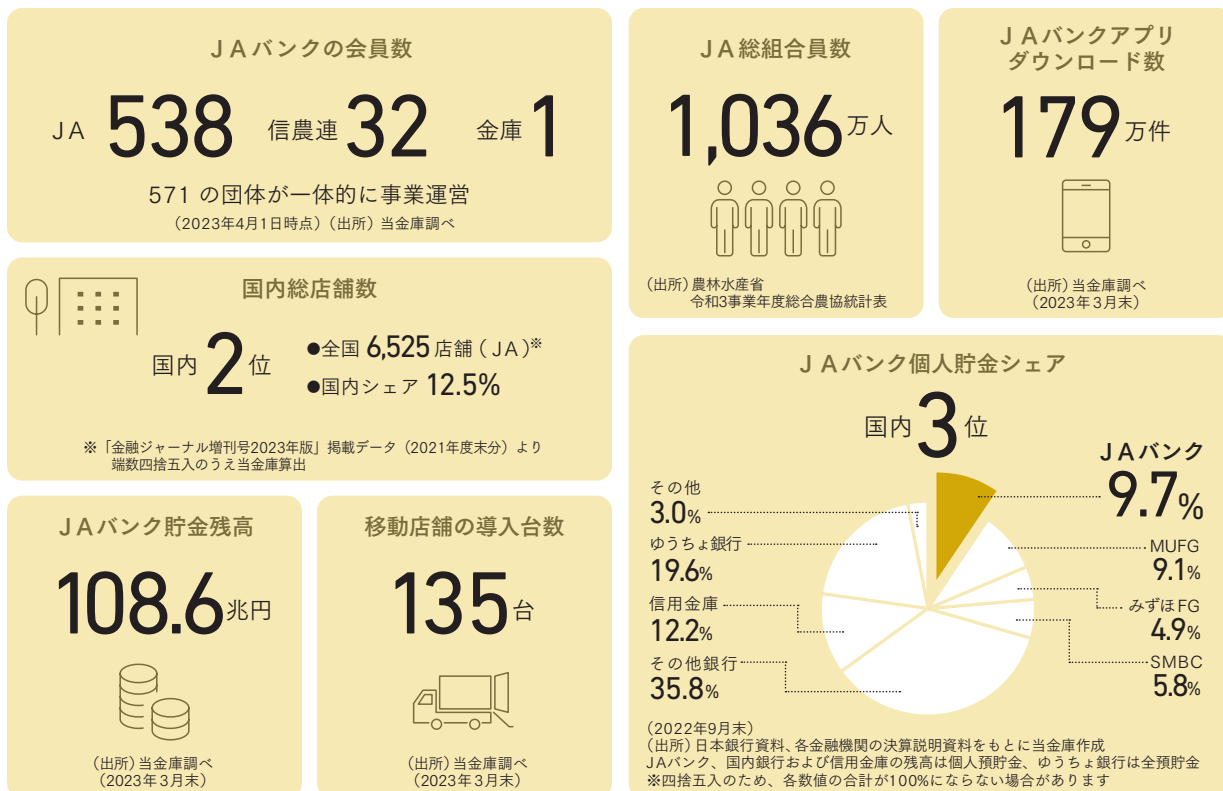 JAバンクの会員数
JA 538 信農連 32 金庫 1
571 の団体が一体的に事業運営
(2023年4月1日時点)(出所)当金庫調べ
JA総組合員数
1,036万人
(出所)農林水産省
令和3事業年度総合農協統計表
JAバンクアプリ
ダウンロード数
179万件
(出所)当金庫調べ
(2023年3月末)
国内総店舗数
国内2位
●全国 6,525店舗(JA)※
●国内シェア 12.5%
※「金融ジャーナル増刊号2023年版」掲載データ(2021年度末分)より
端数四捨五入のうえ当金庫算出
JAバンク貯金残高
108.6兆円
(出所)当金庫調べ
(2023年3月末)
移動店舗の導入台数
135台
(出所)当金庫調べ
(2023年3月末)
JAバンク個人貯金シェア
国内3位
JAバンク
9.7%
MUFG
9.1%
みずほFG
4.9%
SMBC
5.8%
その他
3.0%
ゆうちょ銀行
19.6%
信用金庫
12.2%
その他銀行
35.8%
(2022年9月末)
(出所)日本銀行資料、各金融機関の決算説明資料をもとに当金庫作成
JAバンク、国内銀行および信用金庫の残高は個人預貯金、ゆうちょ銀行は全預貯金
※四捨五入のため、各数値の合計が100%にならない場合があります